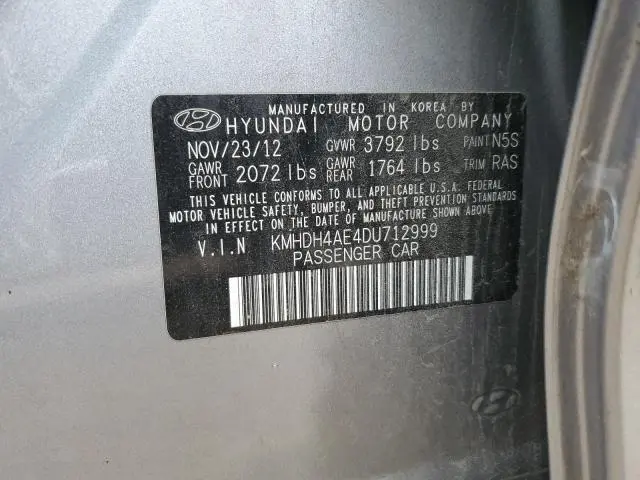 MANUFACTURED IN KOREA BY
HYUNDAI MOTOR COMPANY
NOV/23/12 GVWR 3792 lbs PAINT N5S
GAWR FRONT 2072 lbs GAWR REAR 1764 lbs TRIM RAS
THIS VEHICLE CONFORMS TO ALL APPLICABLE U.S.A. FEDERAL
MOTOR VEHICLE SAFETY, BUMPER, AND THEFT PREVENTION STANDARDS
IN EFFECT ON THE DATE OF MANUFACTURE SHOWN ABOVE.
V.I.N KMHDH4AE4DU712999
PASSENGER CAR